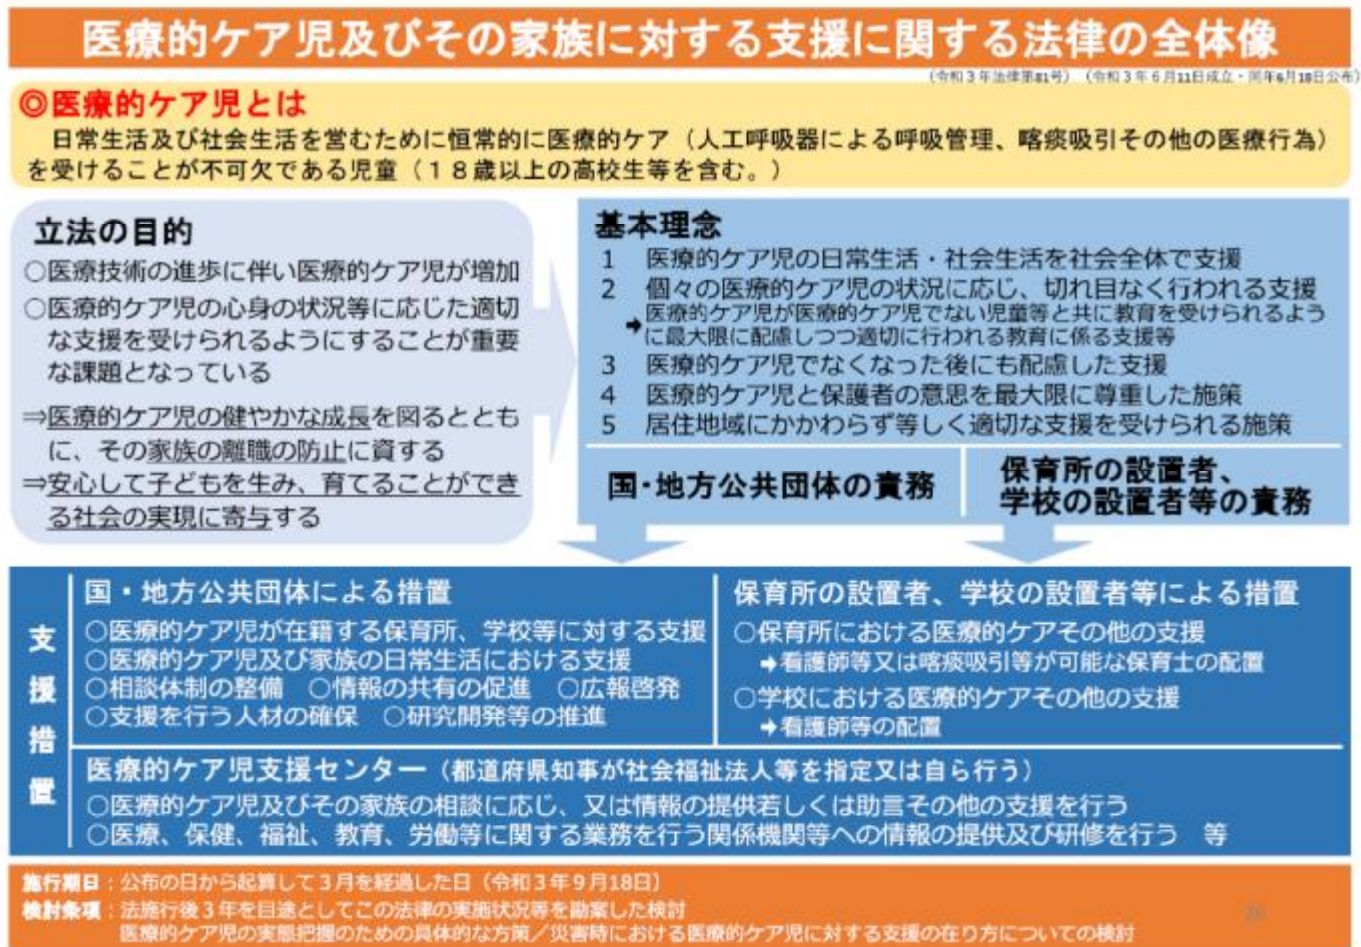 医療的ケア児及びその家族に対する支援に関する法律の全体像
（令和３年法律第81号）（令和３年６月11日成立・同年6月18日公布）
◎医療的ケア児とは
日常生活及び社会生活を営むために恒常的に医療的ケア（人工呼吸器による呼吸管理、喀痰吸引その他の医療行為）
を受けることが不可欠である児童（１８歳以上の高校生等を含む。）
立法の目的
○医療技術の進歩に伴い医療的ケア児が増加
○医療的ケア児の心身の状況等に応じた適切
な支援を受けられるようにすることが重要
な課題となっている
⇒医療的ケア児の健やかな成長を図るととも
に、その家族の離職の防止に資する
⇒安心して子どもを生み、育てることができ
る社会の実現に寄与する
基本理念
1 医療的ケア児の日常生活・社会生活を社会全体で支援
2 個々の医療的ケア児の状況に応じ、切れ目なく行われる支援
➡医療的ケア児が医療的ケア児でない児童等と共に教育を受けられるよう
に最大限に配慮しつつ適切に行われる教育に係る支援等
3 医療的ケア児でなくなった後にも配慮した支援
4 医療的ケア児と保護者の意思を最大限に尊重した施策
5 居住地域にかかわらず等しく適切な支援を受けられる施策
国・地方公共団体の責務
保育所の設置者、
学校の設置者等の責務
支援措置
国・地方公共団体による措置
○医療的ケア児が在籍する保育所、学校等に対する支援
○医療的ケア児及び家族の日常生活における支援
○相談体制の整備 ○情報の共有の促進 ○広報啓発
○支援を行う人材の確保 ○研究開発等の推進
保育所の設置者、学校の設置者等による措置
○保育所における医療的ケアその他の支援
➡看護師等又は喀痰吸引等が可能な保育士の配置
○学校における医療的ケアその他の支援
➡看護師等の配置
医療的ケア児支援センター（都道府県知事が社会福祉法人等を指定又は自ら行う）
○医療的ケア児及びその家族の相談に応じ、又は情報の提供若しくは助言その他の支援を行う
○医療、保健、福祉、教育、労働等に関する業務を行う関係機関等への情報の提供及び研修を行う 等
施行期日：公布の日から起算して３月を経過した日（令和３年９月18日）
検討条項：法施行後３年を目途としてこの法律の実施状況等を勘案した検討
医療的ケア児の実態把握のための具体的な方策／災害時における医療的ケア児に対する支援の在り方についての検討